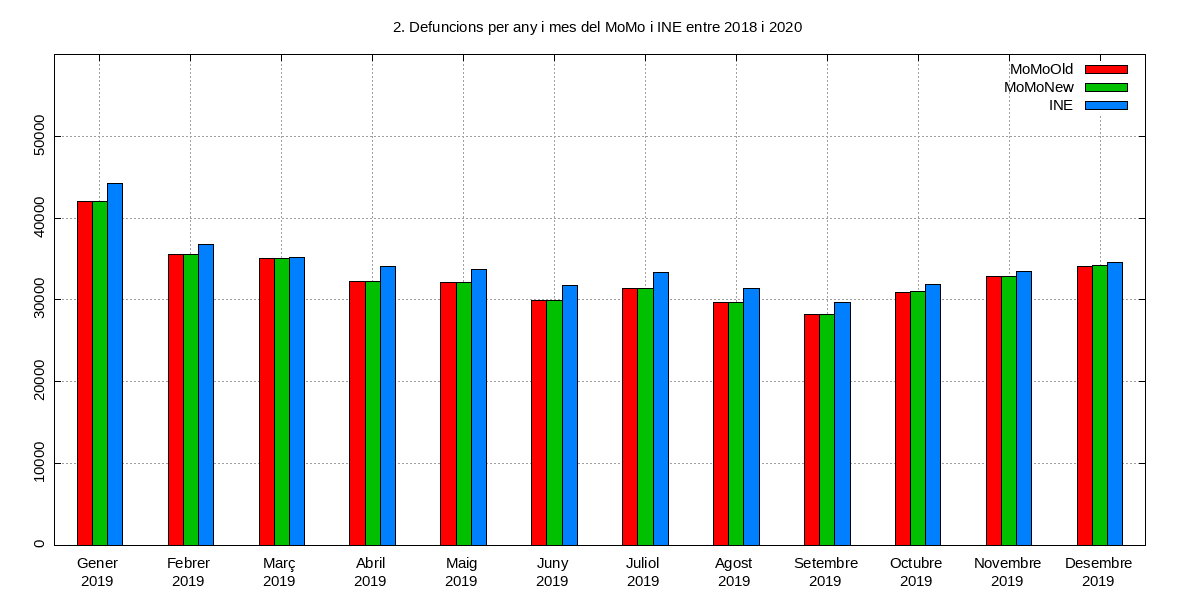 2. Defuncions per any i mes del MoMo i INE entre 2018 i 2020
MoMoOld
MoMoNew
INE
50000
40000
30000
20000
10000
0
Gener Febrer Març Abril Maig Juny Juliol Agost Setembre Octubre Novembre Desembre
2019 2019 2019 2019 2019 2019 2019 2019 2019 2019 2019 2019